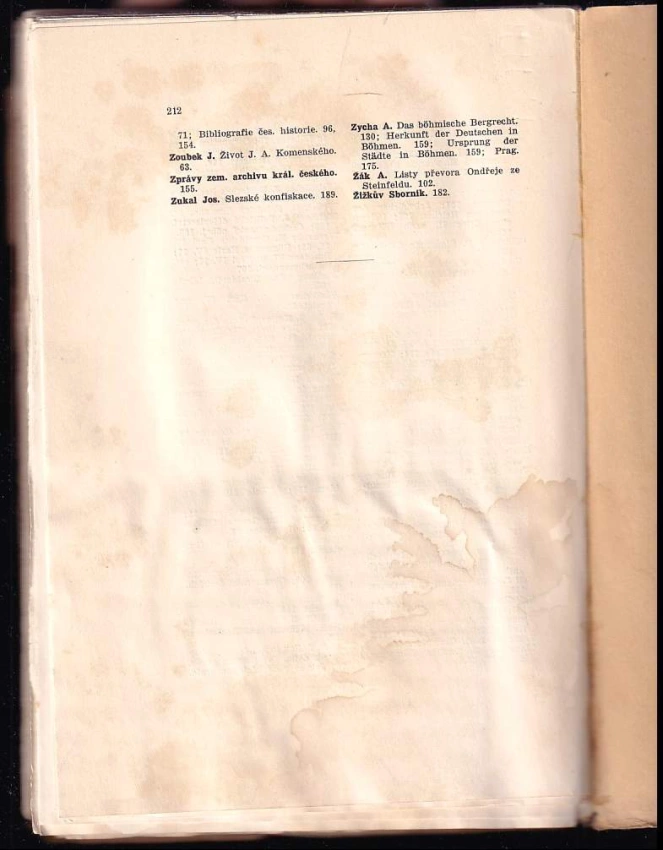 212
71; Bibliografie čes. historie. 96,
154.
Zoubek J. Život J. A. Komenského.
63.
Zprávy zem. archivu král. českého.
155.
Zukal Jos. Slezské konfiskace. 189.
Zycha A. Das böhmische Bergrecht.
130; Herkunft der Deutschen in
Böhmen. 159; Ursprung der
Städte in Böhmen. 159; Prag.
175.
Žák A. Listy převora Ondřeje ze
Steinfeldu. 102.
Žižkův Sborník. 182.